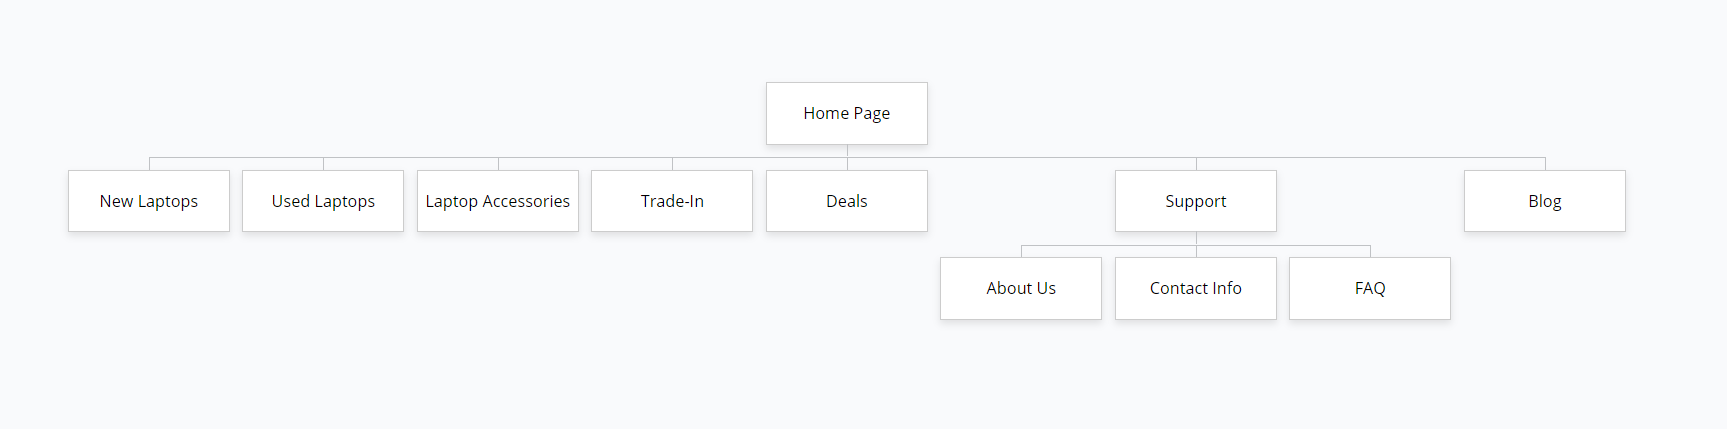 Home Page
New Laptops
Used Laptops
Laptop Accessories
Trade-In
Deals
Support
Blog
About Us
Contact Info
FAQ